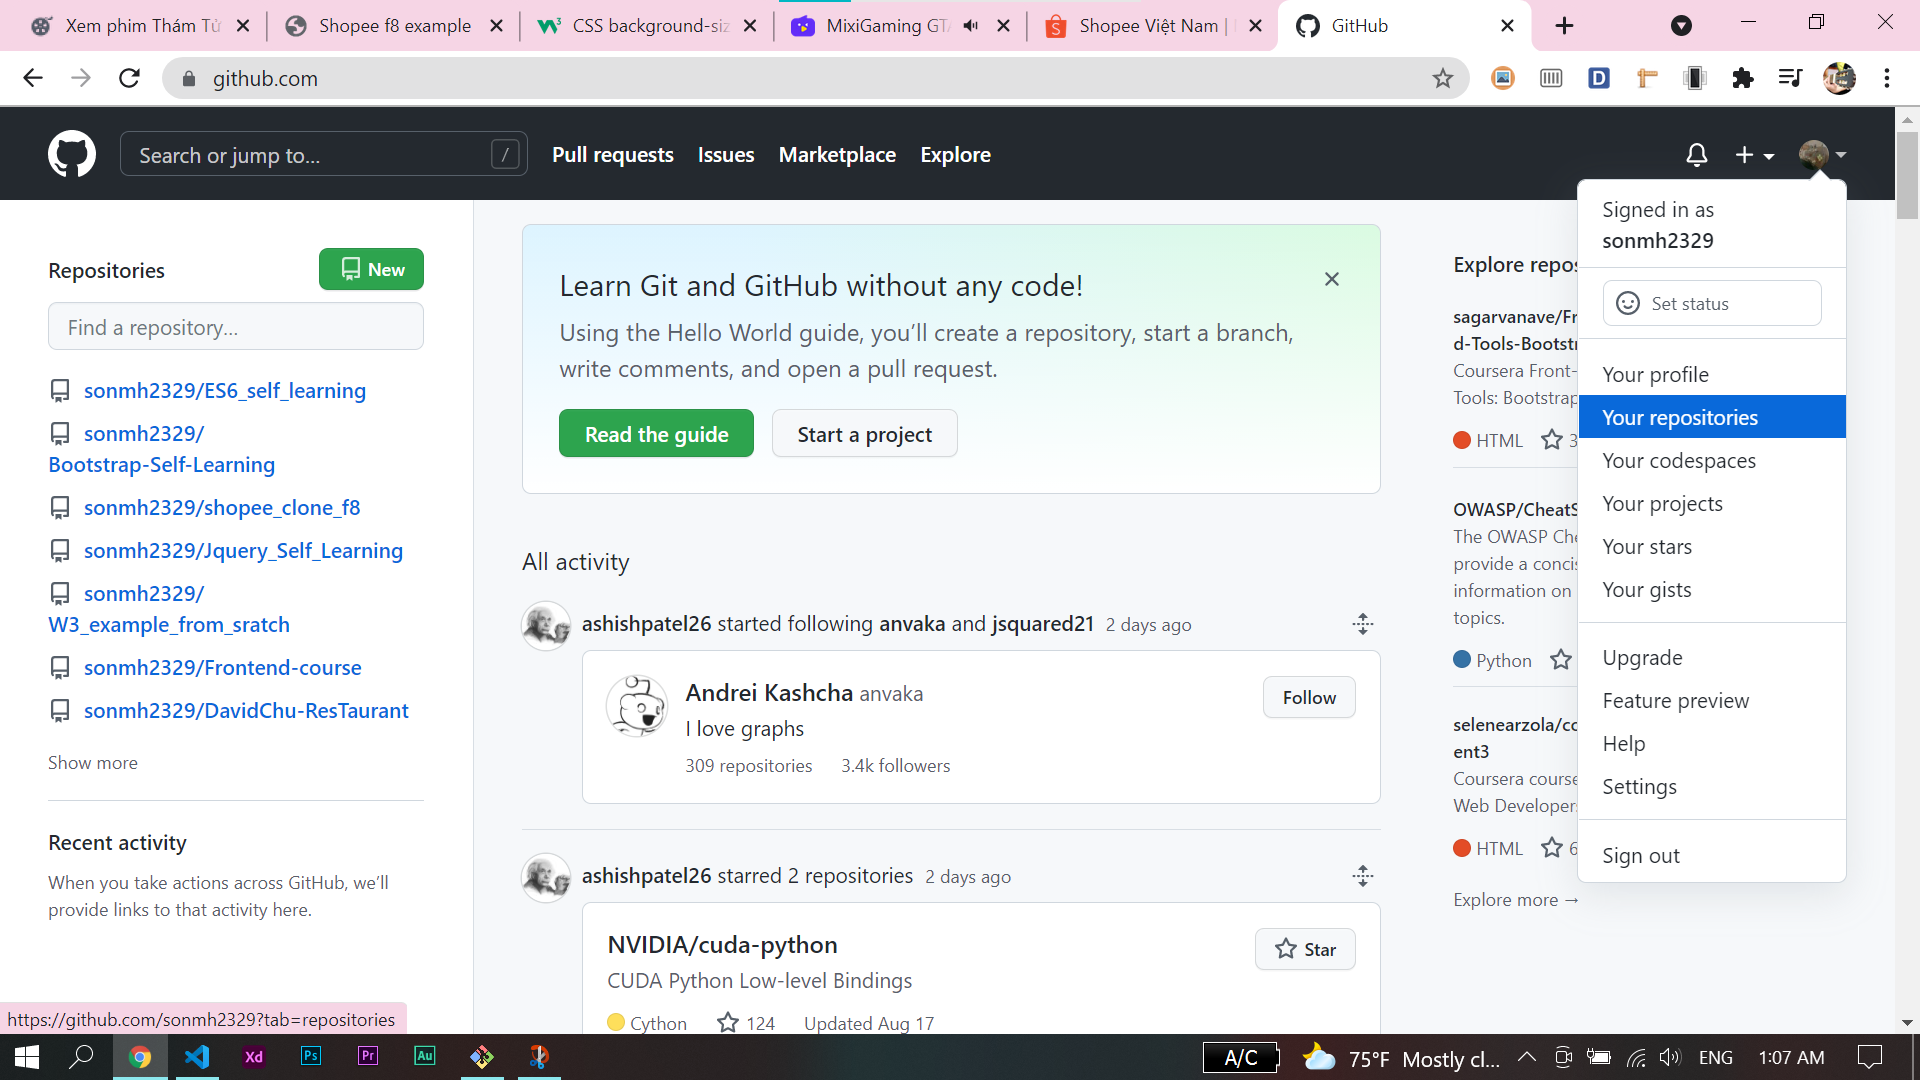 Xem phim Thám Tử
Shopee f8 example
CSS background-siz
MixiGaming GTA
Shopee Việt Nam |
GitHub
github.com
Search or jump to...
/
Pull requests
Issues
Marketplace
Explore
Repositories
New
Find a repository...
sonmh2329/ES6_self_learning
sonmh2329/
Bootstrap-Self-Learning
sonmh2329/shopee_clone_f8
sonmh2329/Jquery_Self_Learning
sonmh2329/
W3_example_from_sratch
sonmh2329/Frontend-course
sonmh2329/DavidChu-ResTaurant
Show more
Recent activity
When you take actions across GitHub, we’ll
provide links to that activity here.
https://github.com/sonmh2329?tab=repositories
Learn Git and GitHub without any code!
Using the Hello World guide, you’ll create a repository, start a branch,
write comments, and open a pull request.
Read the guide
Start a project
All activity
ashishpatel26 started following anvaka and jsquared21 2 days ago
Andrei Kashcha anvaka
I love graphs
309 repositories 3.4k followers
Follow
ashishpatel26 starred 2 repositories 2 days ago
NVIDIA/cuda-python
CUDA Python Low-level Bindings
Star
Cython 124 Updated Aug 17
Explore repos
sagarvanave/Fr
d-Tools-Bootstr
Coursera Front-
Tools: Bootstrap
HTML 3
OWASP/CheatS
The OWASP Che
provide a concis
information on
topics.
Python
selenearzola/co
ent3
Coursera course
Web Developer
HTML 6
Explore more →
Signed in as
sonmh2329
Set status
Your profile
Your repositories
Your codespaces
Your projects
Your stars
Your gists
Upgrade
Feature preview
Help
Settings
Sign out
Xd
Ps
Pr
Au
A/C
75°F Mostly cl...
ENG
1:07 AM